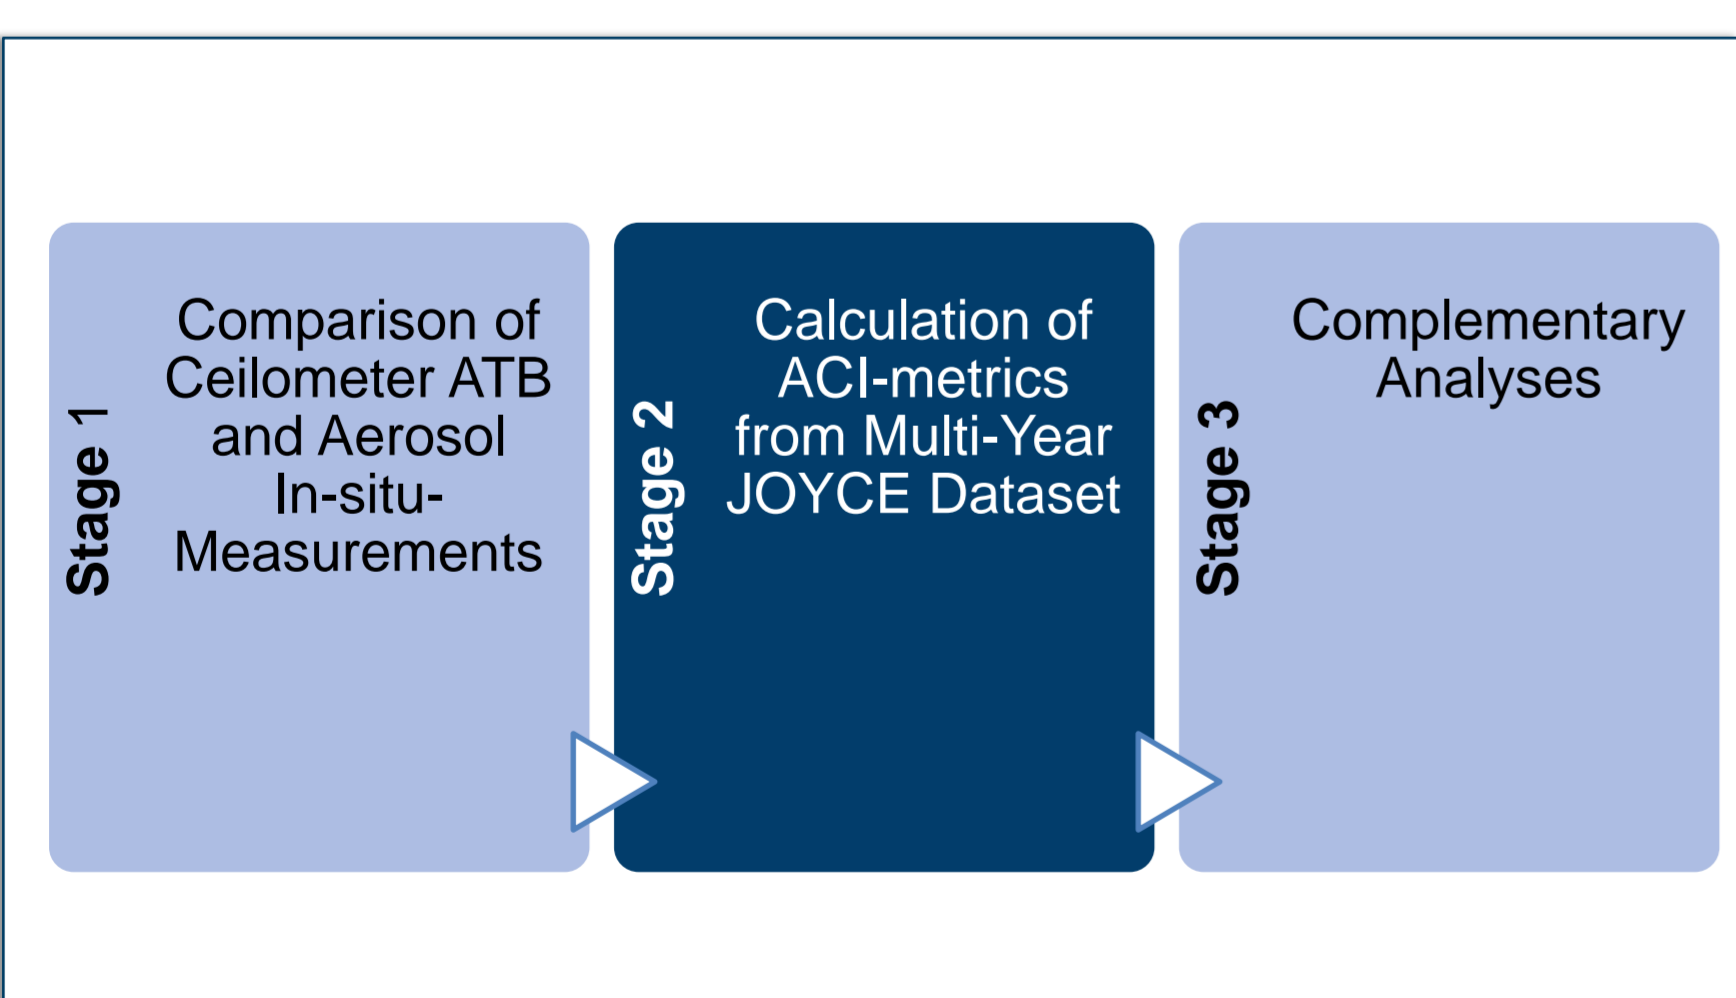 Stage 1
Comparison of
Ceilometer ATB
and Aerosol
In-situ-
Measurements
Stage 2
Calculation of
ACI-metrics
from Multi-Year
JOYCE Dataset
Stage 3
Complementary
Analyses